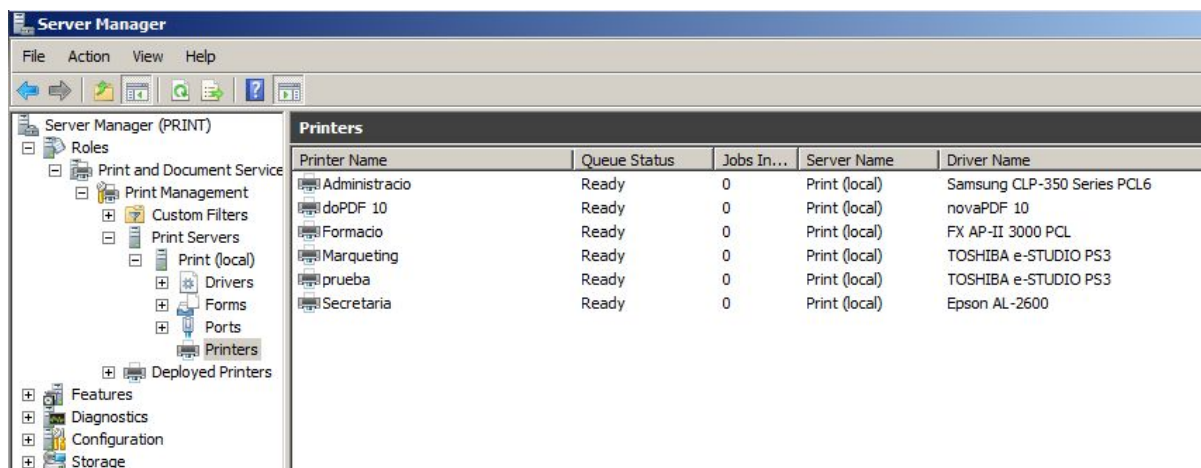 Server Manager
File Action View Help
Server Manager (PRINT)
Roles
Print and Document Service
Print Management
Custom Filters
Print Servers
Print (local)
Drivers
Forms
Ports
Printers
Deployed Printers
Features
Diagnostics
Configuration
Storage
Printers
Printer Name Queue Status Jobs In... Server Name Driver Name
Administracio Ready 0 Print (local) Samsung CLP-350 Series PCL6
doPDF 10 Ready 0 Print (local) novaPDF 10
Formacio Ready 0 Print (local) FX AP-II 3000 PCL
Marqueting Ready 0 Print (local) TOSHIBA e-STUDIO PS3
prueba Ready 0 Print (local) TOSHIBA e-STUDIO PS3
Secretaria Ready 0 Print (local) Epson AL-2600